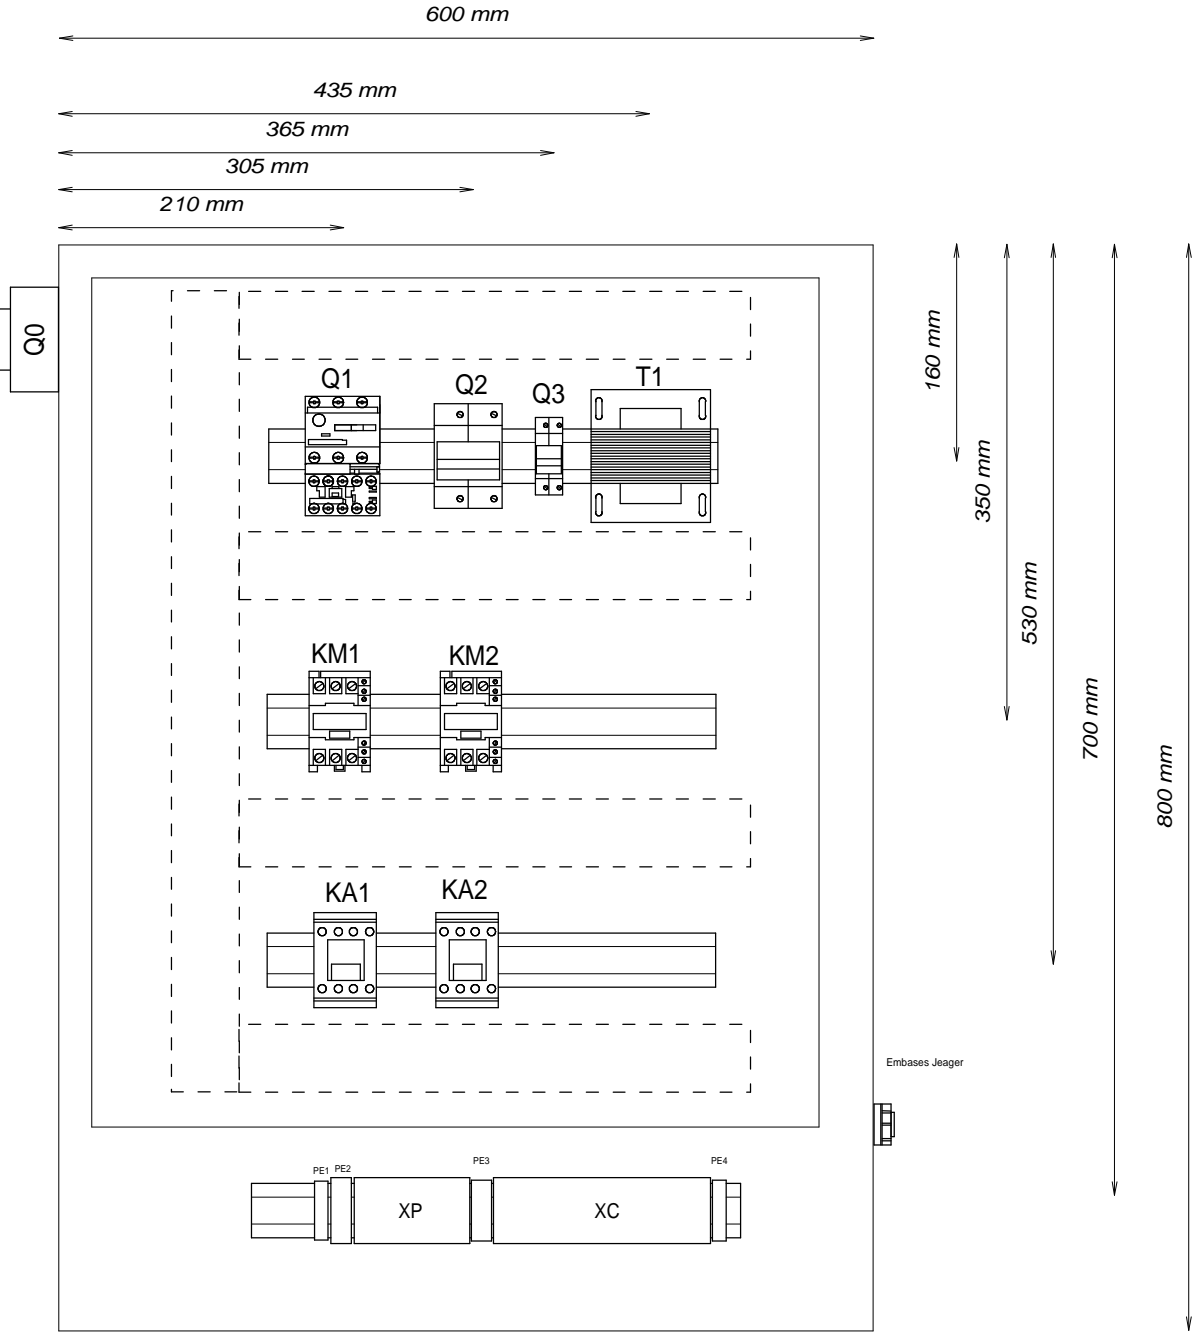 600 mm
435 mm
365 mm
305 mm
210 mm
Q0
Q1
Q2
Q3
T1
160 mm
350 mm
530 mm
700 mm
800 mm
KM1
KM2
KA1
KA2
Embases Jeager
PE1
PE2
PE3
PE4
XP
XC